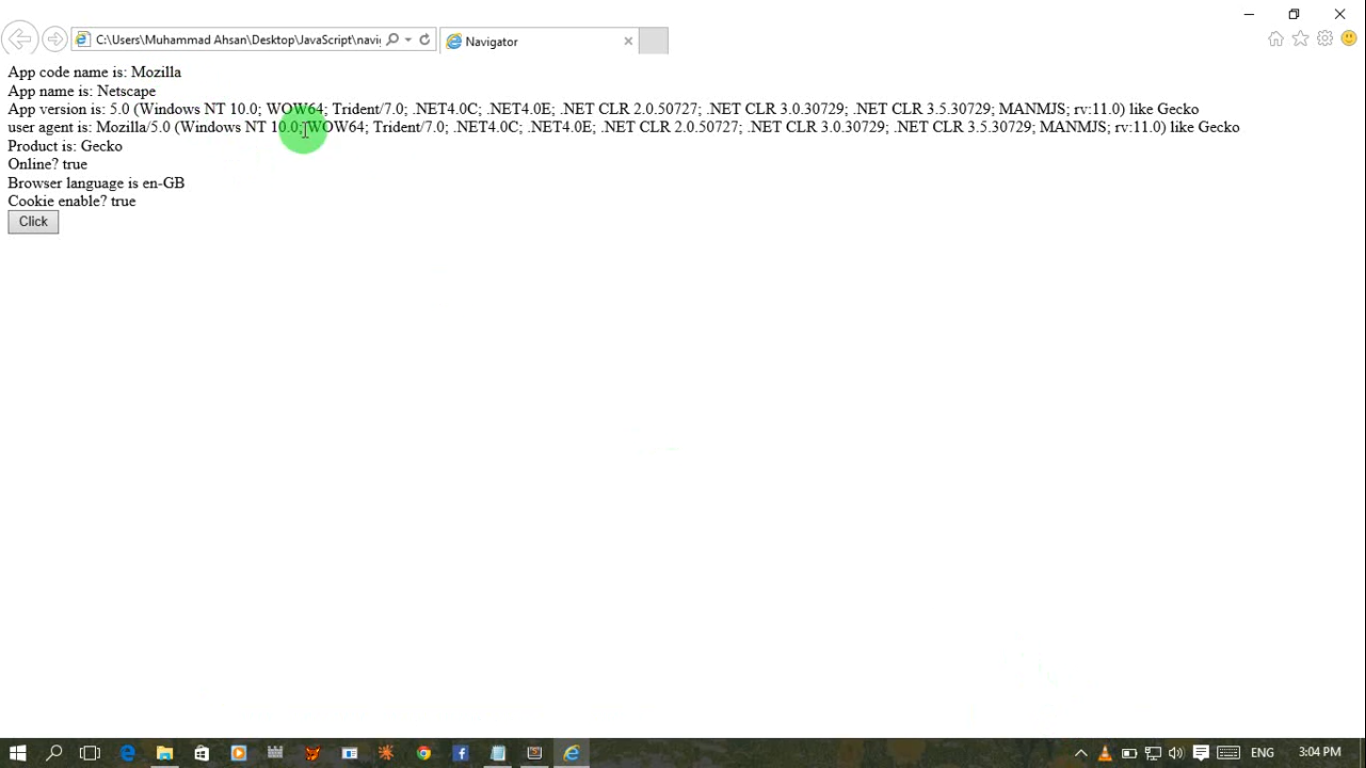 C:\Users\Muhammad Ahsan\Desktop\JavaScript\navi
Navigator
App code name is: Mozilla
App name is: Netscape
App version is: 5.0 (Windows NT 10.0; WOW64; Trident/7.0; .NET4.0C; .NET4.0E; .NET CLR 2.0.50727; .NET CLR 3.0.30729; .NET CLR 3.5.30729; MANMJS; rv:11.0) like Gecko
user agent is: Mozilla/5.0 (Windows NT 10.0; WOW64; Trident/7.0; .NET4.0C; .NET4.0E; .NET CLR 2.0.50727; .NET CLR 3.0.30729; .NET CLR 3.5.30729; MANMJS; rv:11.0) like Gecko
Product is: Gecko
Online? true
Browser language is en-GB
Cookie enable? true
Click
ENG
3:04 PM